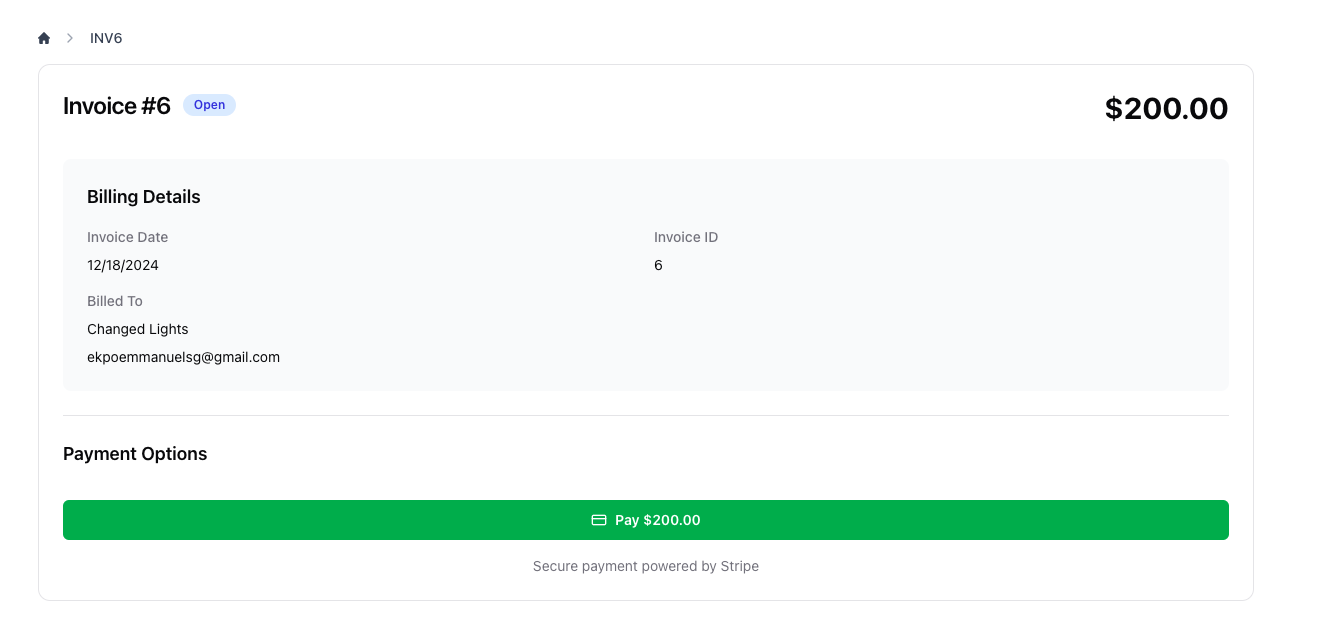 INV6
Invoice #6 Open
$200.00
Billing Details
Invoice Date
Invoice ID
12/18/2024
6
Billed To
Changed Lights
ekpoemmanuelsg@gmail.com
Payment Options
Pay $200.00
Secure payment powered by Stripe